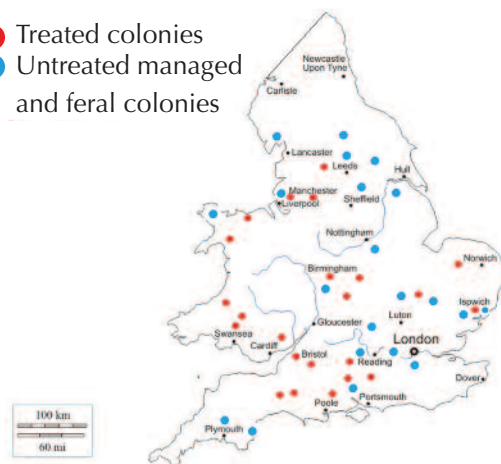 Treated colonies
Untreated managed
and feral colonies
Newcastle
Upon Tyne
Carlisle
Lancaster
Leeds
Hull
Manchester
Liverpool
Sheffield
Nottingham
Norwich
Birmingham
Ispwich
Gloucester
Luton
Swansea
Cardiff
London
Bristol
Reading
Dover
Poole
Portsmouth
Plymouth
100 km
60 mi